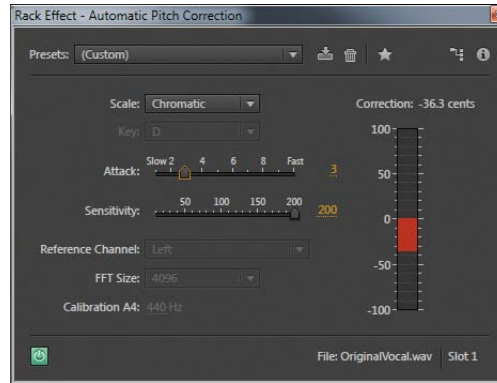 Rack Effect - Automatic Pitch Correction
Presets: (Custom)
Scale: Chromatic
Correction: -36.3 cents
Key: D
Attack: Slow 2 4 6 8 Fast 3
Sensitivity: 50 100 150 200 200
Reference Channel: Left
FFT Size: 4096
Calibration A4: 440 Hz
100
50
0
-50
-100
File: OriginalVocal.wav Slot 1